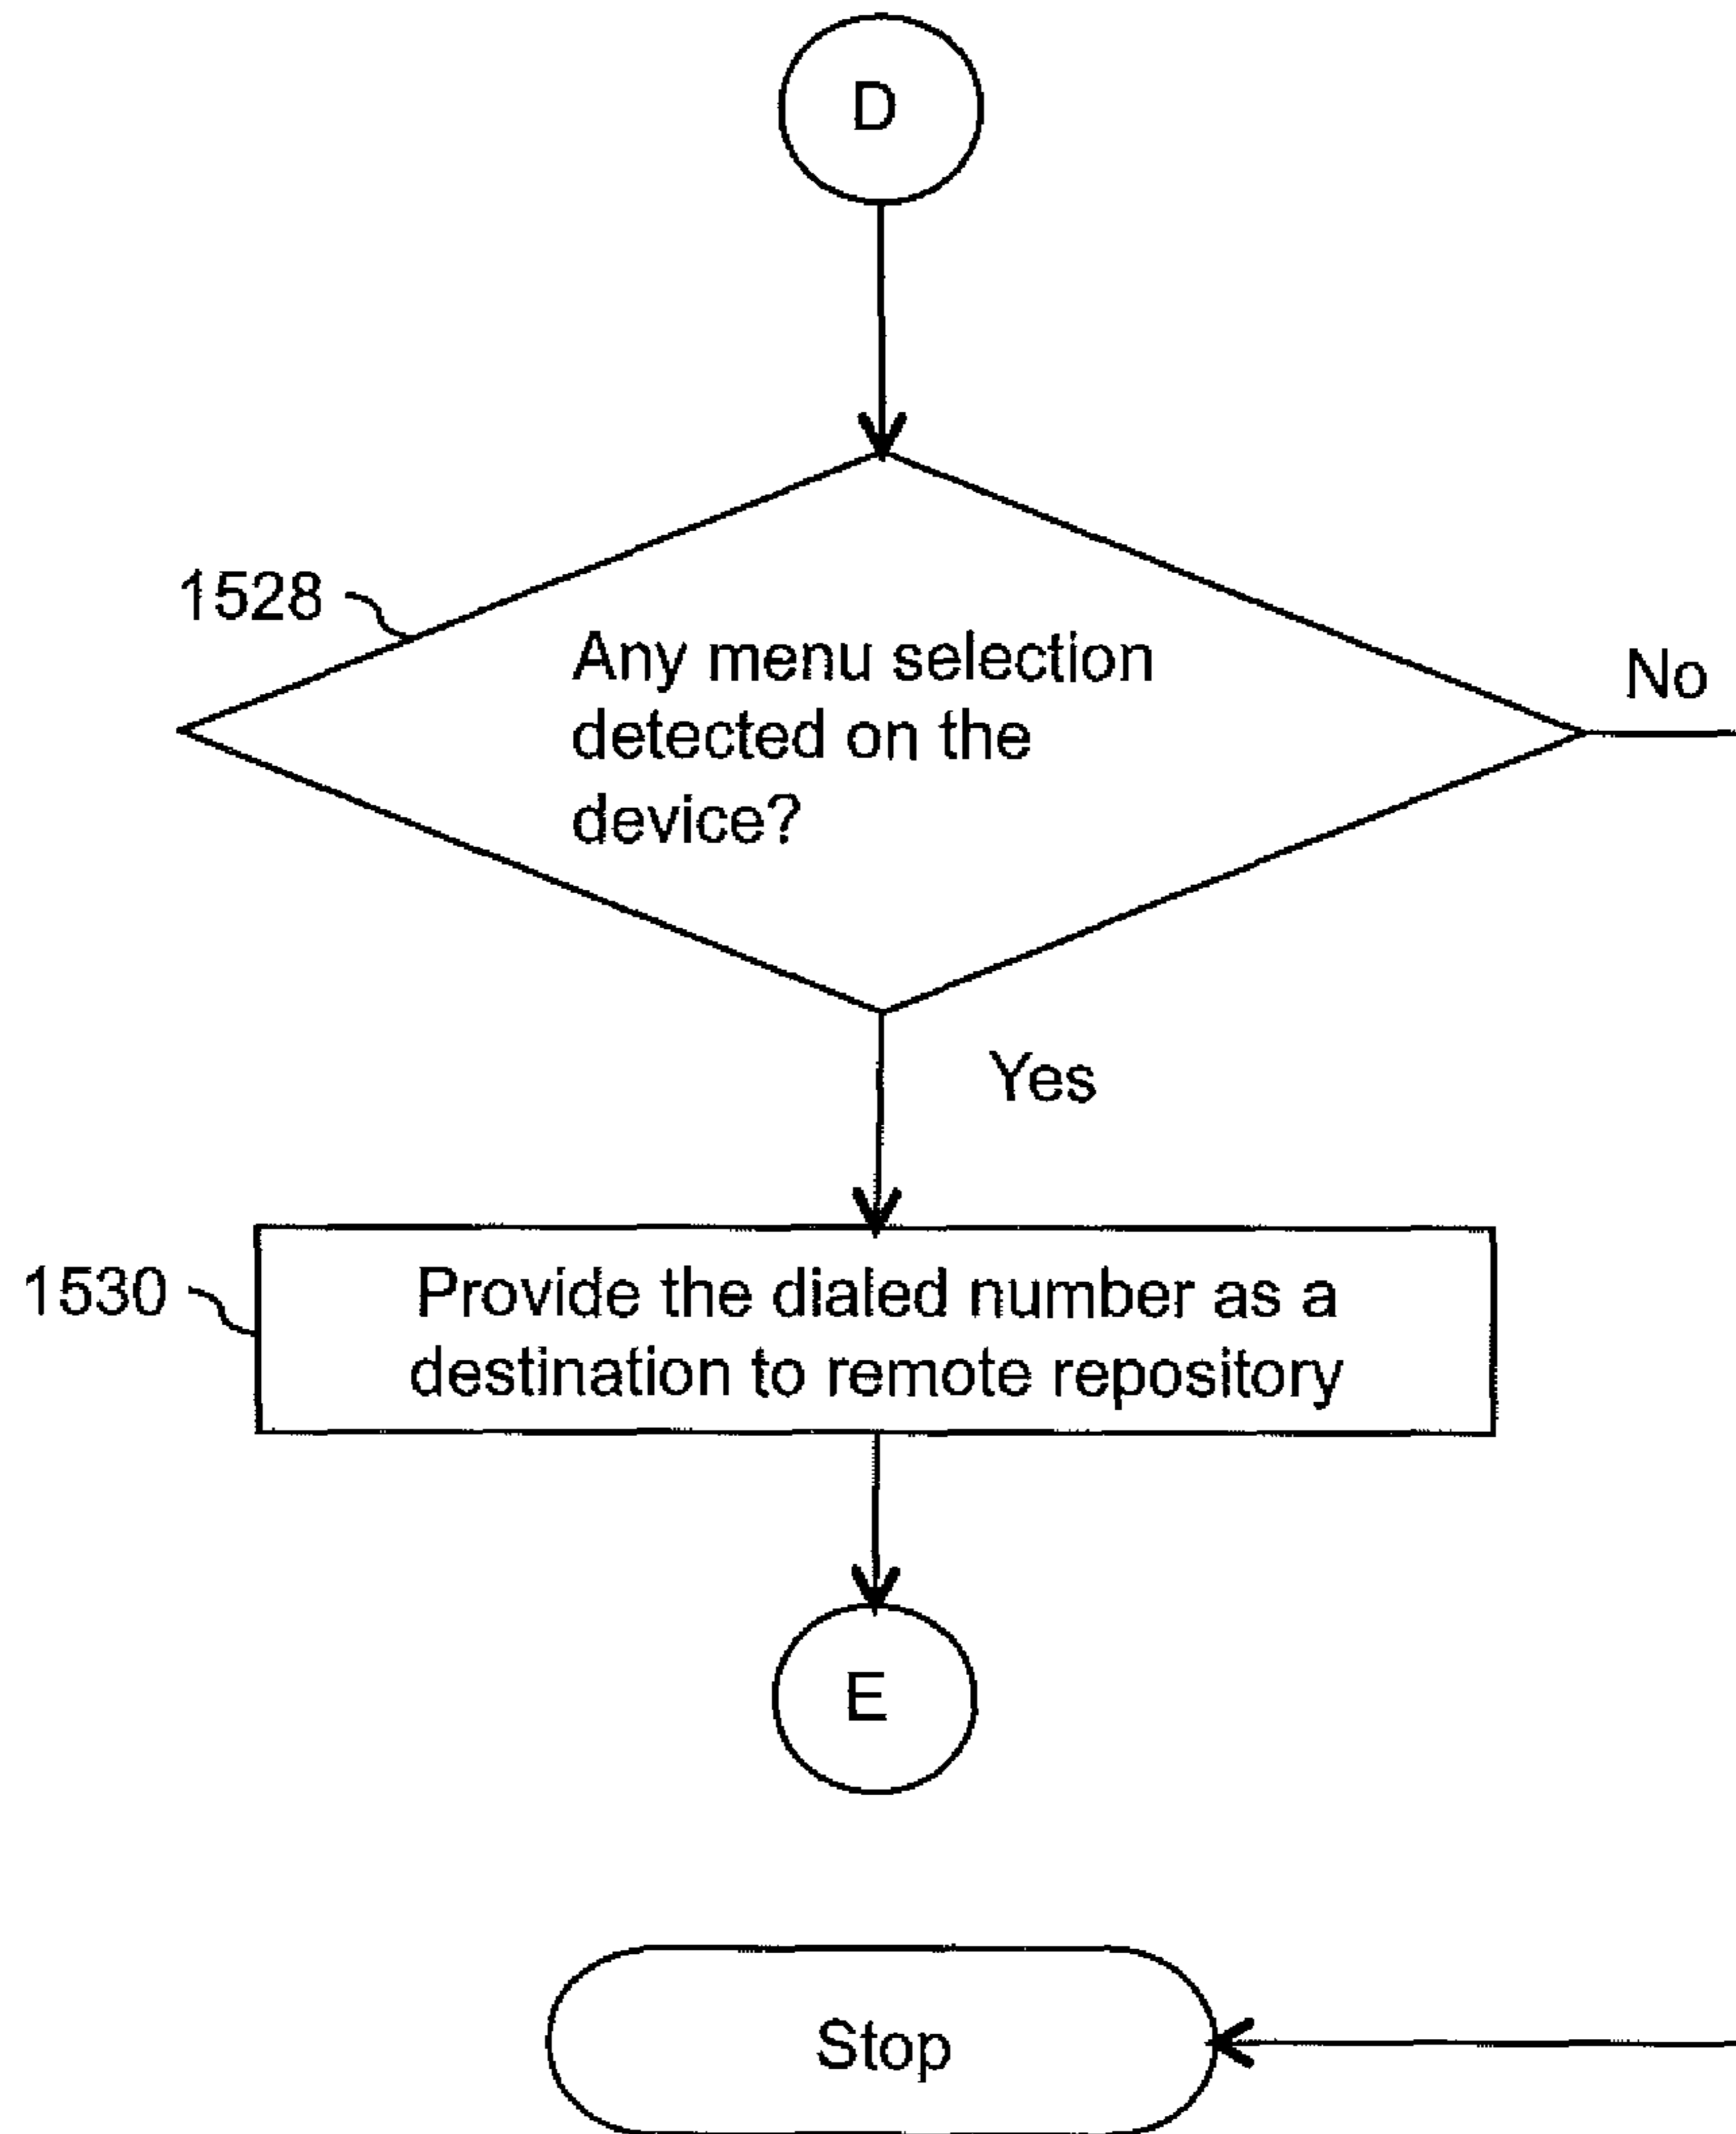 D
1528
Any menu selection
detected on the
device?
No
Yes
1530
Provide the dialed number as a
destination to remote repository
E
Stop